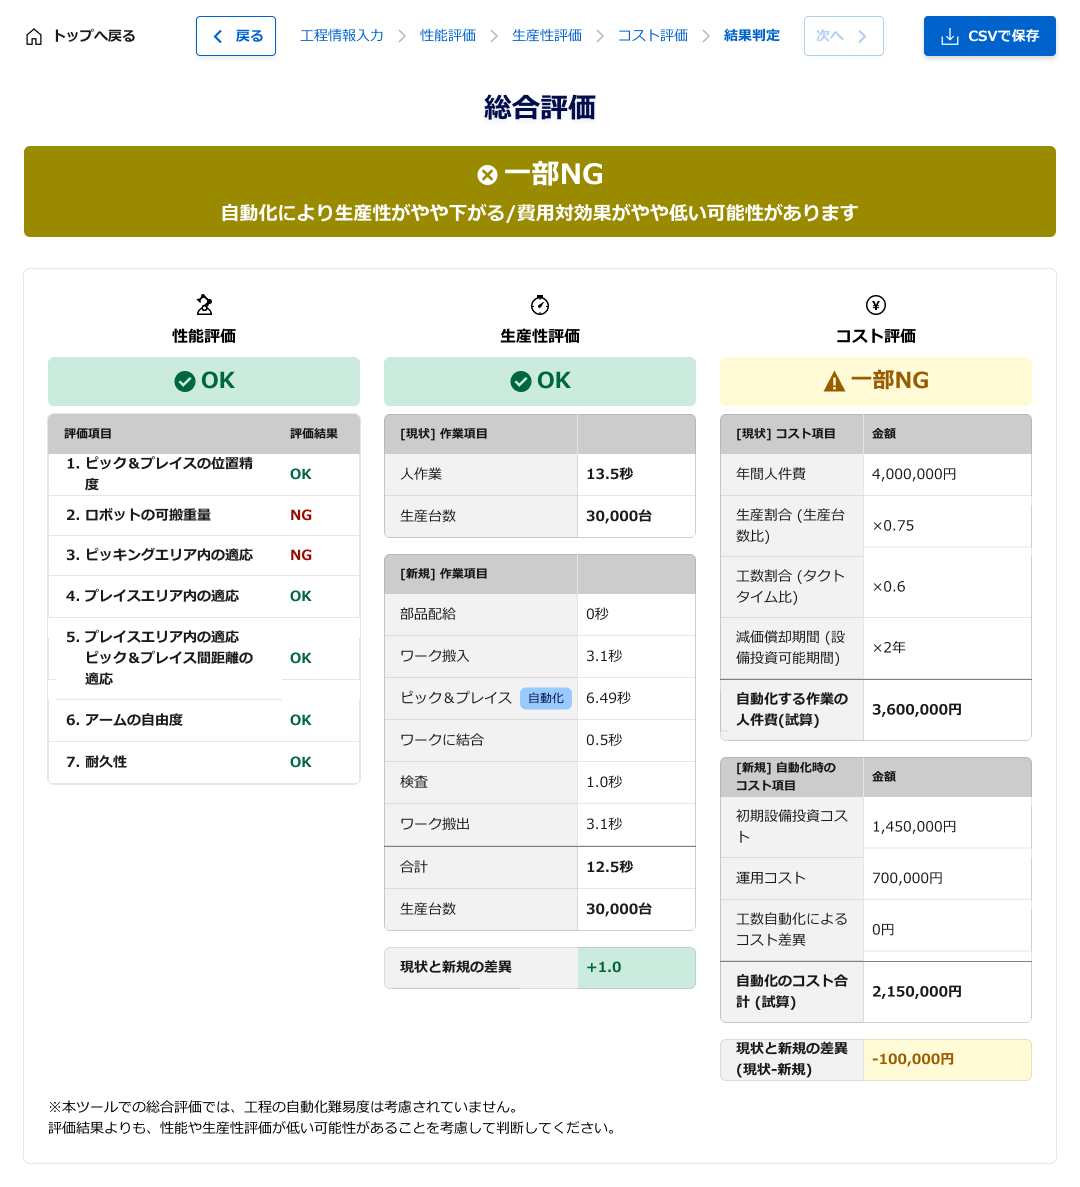 トップへ戻る
戻る
工程情報入力
性能評価
生産性評価
コスト評価
結果判定
次へ
CSVで保存
総合評価
一部NG
自動化により生産性がやや下がる/費用対効果がやや低い可能性があります
性能評価
OK
評価項目 評価結果
1. ピック&プレイスの位置精
度
OK
2. ロボットの可搬重量 NG
3. ピッキングエリア内の適応 NG
4. プレイスエリア内の適応 OK
5. プレイスエリア内の適応
ピック&プレイス間距離の
適応
OK
6. アームの自由度 OK
7. 耐久性 OK
生産性評価
OK
[現状] 作業項目
人作業 13.5秒
生産台数 30,000台
[新規] 作業項目
部品配給 0秒
ワーク搬入 3.1秒
ピック&プレイス 自動化 6.49秒
ワークに結合 0.5秒
検査 1.0秒
ワーク搬出 3.1秒
合計 12.5秒
生産台数 30,000台
現状と新規の差異 +1.0
コスト評価
一部NG
[現状] コスト項目 金額
年間人件費 4,000,000円
生産割合 (生産台
数比)
×0.75
工数割合 (タクト
タイム比)
×0.6
減価償却期間 (設
備投資可能期間)
×2年
自動化する作業の
人件費(試算)
3,600,000円
[新規] 自動化時の
コスト項目
金額
初期設備投資コス
ト
1,450,000円
運用コスト 700,000円
工数自動化による
コスト差異
0円
自動化のコスト合
計 (試算)
2,150,000円
現状と新規の差異
(現状-新規)
-100,000円
※本ツールでの総合評価では、工程の自動化難易度は考慮されていません。
評価結果よりも、性能や生産性評価が低い可能性があることを考慮して判断してください。